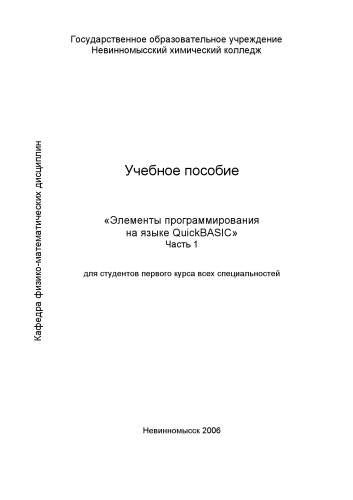 Государственное образовательное учреждение
Невинномысский химический колледж
Кафедра физико-математических дисциплин
Учебное пособие
«Элементы программирования
на языке QuickBASIC»
Часть 1
для студентов первого курса всех специальностей
Невинномысск 2006